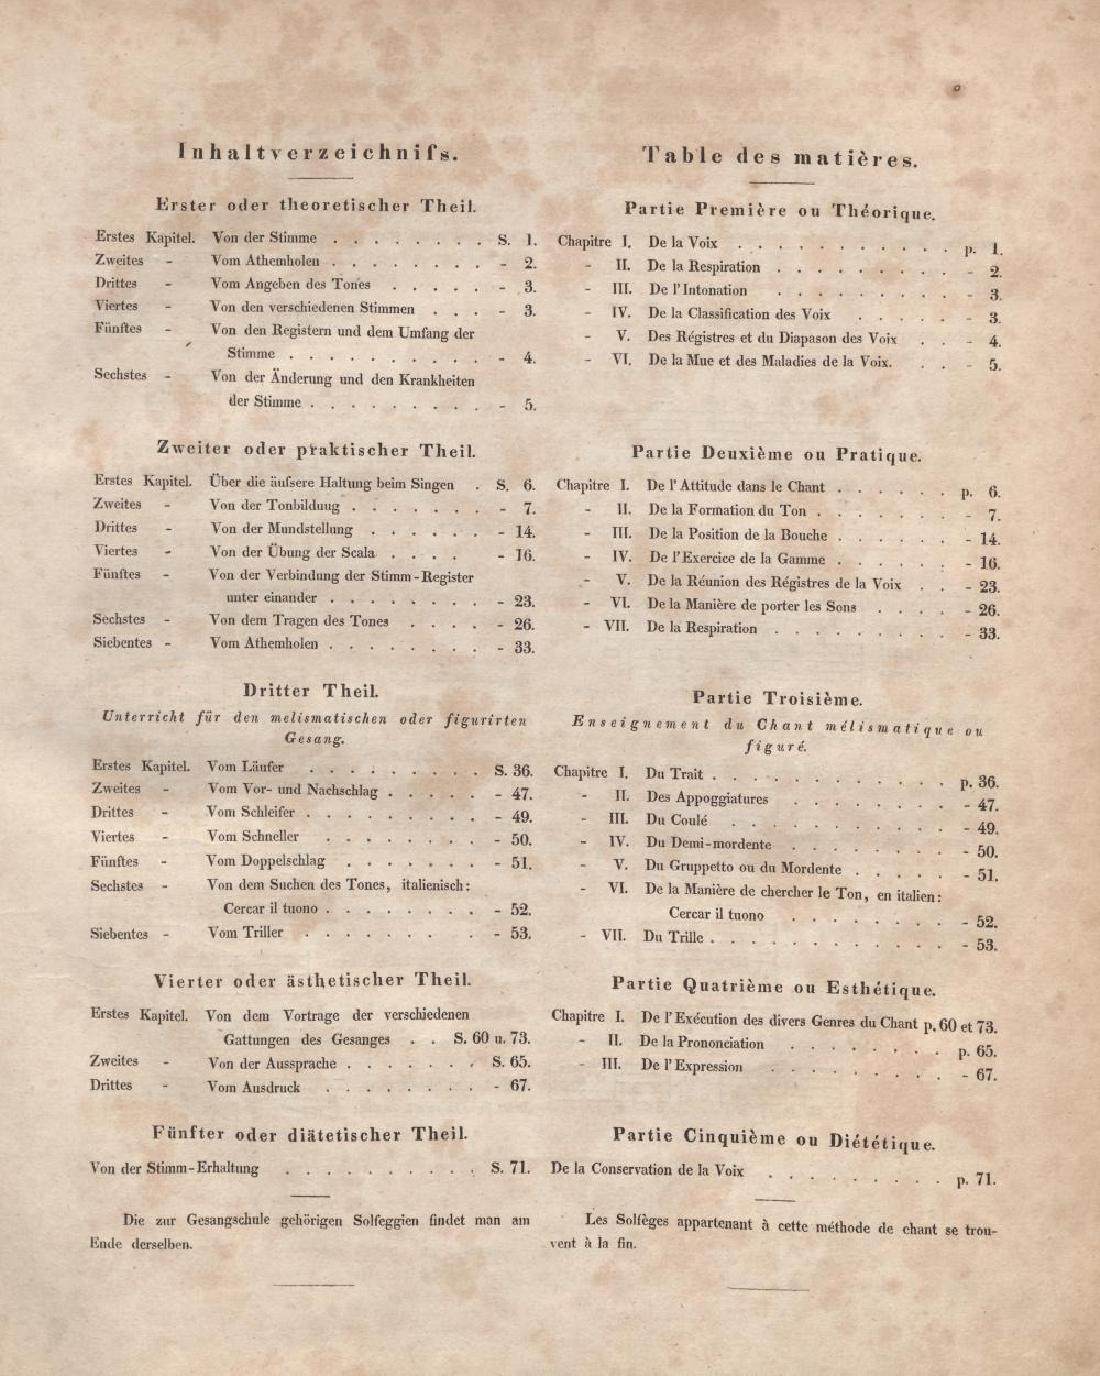 Inhaltverzeichniſs.
Erster oder theoretischer Theil.
Erstes Kapitel. Von der Stimme . . . . . . . . S. 1.
Zweites - Vom Athemholen . . . . . . . . - 2.
Drittes - Vom Angeben des Tones . . . . . - 3.
Viertes - Von den verschiedenen Stimmen . . . - 3.
Fünftes - Von den Registern und dem Umfang der
Stimme . . . . . . . . . . - 4.
Sechstes - Von der Änderung und den Krankheiten
der Stimme . . . . . . . . . - 5.
Zweiter oder praktischer Theil.
Erstes Kapitel. Über die äuſsere Haltung beim Singen . S. 6.
Zweites - Von der Tonbildung . . . . . . . - 7.
Drittes - Von der Mundstellung . . . . . . - 14.
Viertes - Von der Übung der Scala . . . . - 16.
Fünftes - Von der Verbindung der Stimm-Register
unter einander . . . . . . . . - 23.
Sechstes - Von dem Tragen des Tones . . . . - 26.
Siebentes - Vom Athemholen . . . . . . . . - 33.
Dritter Theil.
Unterricht für den melismatischen oder figurirten
Gesang.
Erstes Kapitel. Vom Läufer . . . . . . . . . S. 36.
Zweites - Vom Vor- und Nachschlag . . . . . - 47.
Drittes - Vom Schleifer . . . . . . . . . - 49.
Viertes - Vom Schneller . . . . . . . . - 50.
Fünftes - Vom Doppelschlag . . . . . . . - 51.
Sechstes - Von dem Suchen des Tones, italienisch:
Cercar il tuono . . . . . . . . - 52.
Siebentes - Vom Triller . . . . . . . . - 53.
Vierter oder ästhetischer Theil.
Erstes Kapitel. Von dem Vortrage der verschiedenen
Gattungen des Gesanges . . S. 60 u. 73.
Zweites - Von der Aussprache . . . . . . . S. 65.
Drittes - Vom Ausdruck . . . . . . . . - 67.
Fünfter oder diätetischer Theil.
Von der Stimm-Erhaltung . . . . . . . . . . S. 71.
Die zur Gesangschule gehörigen Solfeggien findet man am
Ende derselben.
Table des matières.
Partie Première ou Théorique.
Chapitre I. De la Voix . . . . . . . . . . . p. 1.
- II. De la Respiration . . . . . . . . . - 2.
- III. De l'Intonation . . . . . . . . . - 3.
- IV. De la Classification des Voix . . . . . - 3.
- V. Des Régistres et du Diapason des Voix . . - 4.
- VI. De la Mue et des Maladies de la Voix. . . - 5.
Partie Deuxième ou Pratique.
Chapitre I. De l'Attitude dans le Chant . . . . . . p. 6.
- II. De la Formation du Ton . . . . . . . - 7.
- III. De la Position de la Bouche . . . . . . - 14.
- IV. De l'Exercice de la Gamme . . . . . . - 16.
- V. De la Réunion des Régistres de la Voix . . - 23.
- VI. De la Manière de porter les Sons . . . . - 26.
- VII. De la Respiration . . . . . . . . . - 33.
Partie Troisième.
Enseignement du Chant mélismatique ou
figuré.
Chapitre I. Du Trait . . . . . . . . . . . . p. 36.
- II. Des Appoggiatures . . . . . . . . - 47.
- III. Du Coulé . . . . . . . . . . . - 49.
- IV. Du Demi-mordente . . . . . . . . - 50.
- V. Du Gruppetto ou du Mordente . . . . . - 51.
- VI. De la Manière de chercher le Ton, en italien:
Cercar il tuono . . . . . . . . - 52.
- VII. Du Trille . . . . . . . . . . . . - 53.
Partie Quatrième ou Esthétique.
Chapitre I. De l'Exécution des divers Genres du Chant p. 60 et 73.
- II. De la Prononciation . . . . . . . . p. 65.
- III. De l'Expression . . . . . . . . . - 67.
Partie Cinquième ou Diététique.
De la Conservation de la Voix . . . . . . . . . p. 71.
Les Solfèges appartenant à cette méthode de chant se trou-
vent à la fin.